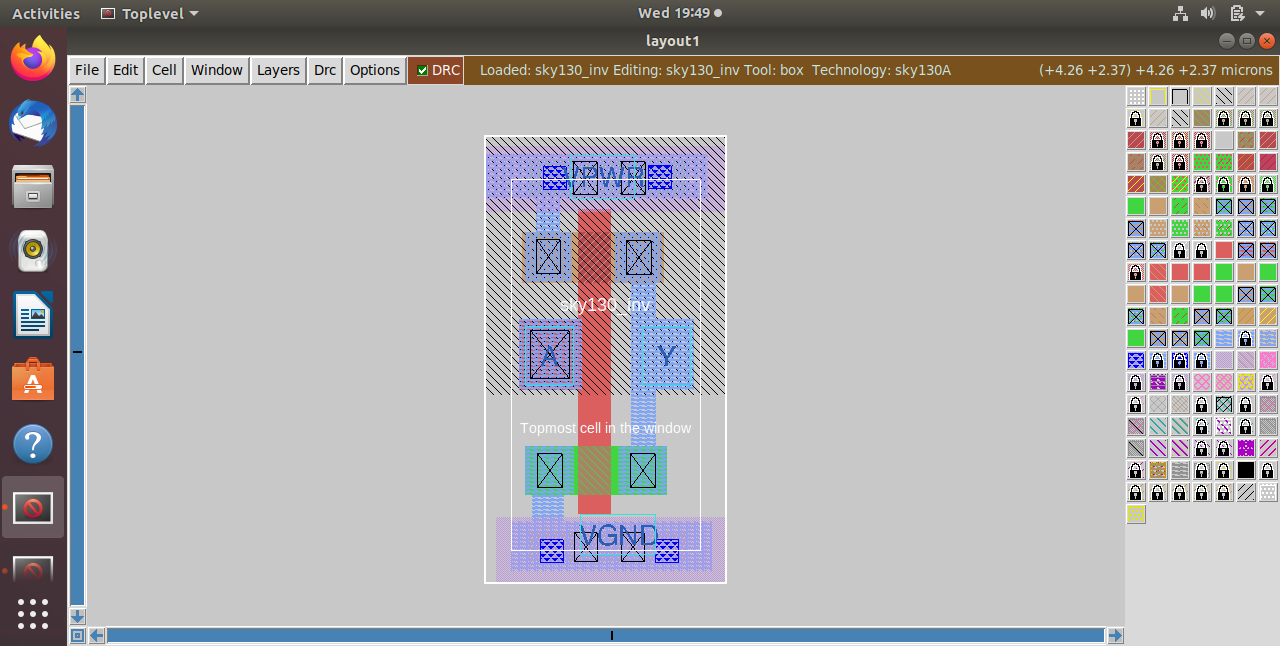 Activities Toplevel Wed 19:49
layout1
File Edit Cell Window Layers Drc Options DRC Loaded: sky130_inv Editing: sky130_inv Tool: box Technology: sky130A (+4.26 +2.37) +4.26 +2.37 microns
VPWR
sky130_inv
A Y
Topmost cell in the window
VGND